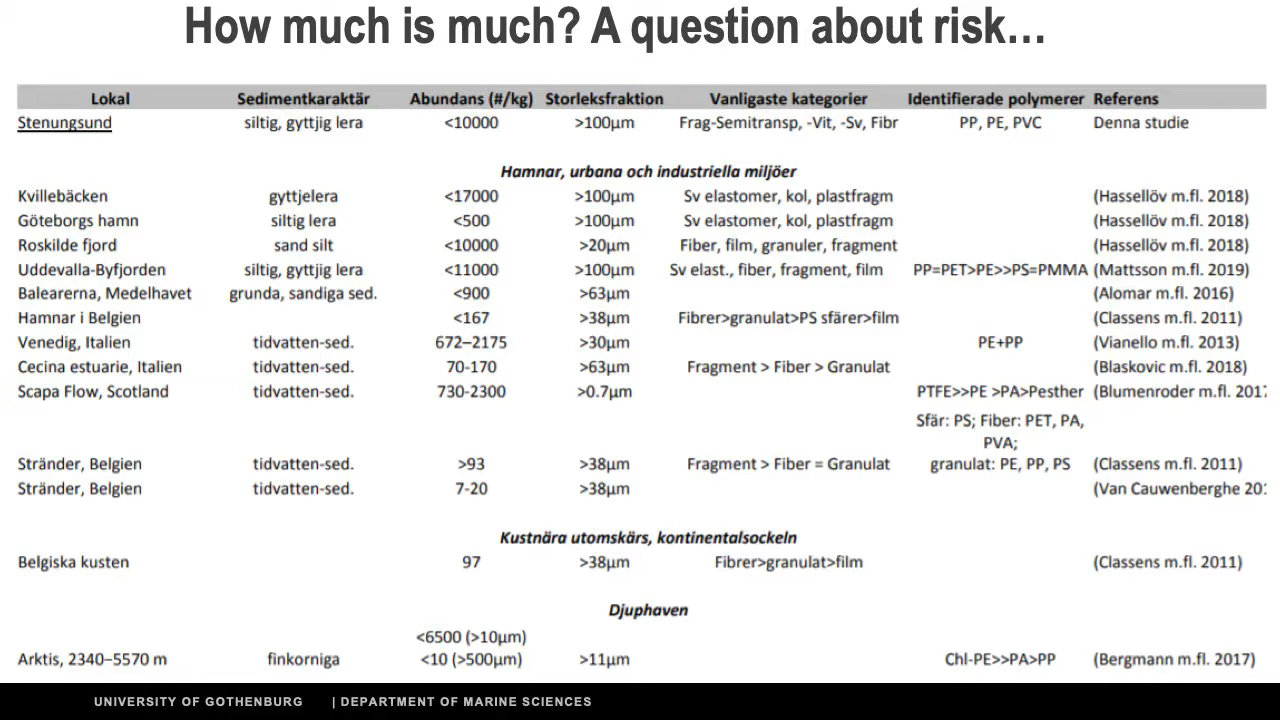 How much is much? A question about risk...
Lokal Sedimentkaraktär Abundans (#/kg) Storleksfraktion Vanligaste kategorier Identifierade polymerer Referens
Stenungsund siltig, gyttjig lera <10000 >100µm Frag-Semitransp, -Vit, -Sv, Fibr PP, PE, PVC Denna studie
Hamnar, urbana och industriella miljöer
Kvillebäcken gyttjelera <17000 >100µm Sv elastomer, kol, plastfragm (Hassellöv m.fl. 2018)
Göteborgs hamn siltig lera <500 >100µm Sv elastomer, kol, plastfragm (Hassellöv m.fl. 2018)
Roskilde fjord sand silt <10000 >20µm Fiber, film, granuler, fragment (Hassellöv m.fl. 2018)
Uddevalla-Byfjorden siltig, gyttjig lera <11000 >100µm Sv elast., fiber, fragment, film PP=PET>PE>>PS=PMMA (Mattsson m.fl. 2019)
Balearerna, Medelhavet grunda, sandiga sed. <900 >63µm (Alomar m.fl. 2016)
Hamnar i Belgien <167 >38µm Fibrer>granulat>PS sfärer>film (Classens m.fl. 2011)
Venedig, Italien tidvatten-sed. 672–2175 >30µm PE+PP (Vianello m.fl. 2013)
Cecina estuarie, Italien tidvatten-sed. 70-170 >63µm Fragment > Fiber > Granulat (Blaskovic m.fl. 2018)
Scapa Flow, Scotland tidvatten-sed. 730-2300 >0.7µm PTFE>>PE >PA>Pesther (Blumenroder m.fl. 2017
Sfär: PS; Fiber: PET, PA,
PVA;
Stränder, Belgien tidvatten-sed. >93 >38µm Fragment > Fiber = Granulat granulat: PE, PP, PS (Classens m.fl. 2011)
Stränder, Belgien tidvatten-sed. 7-20 >38µm (Van Cauwenberghe 201
Kustnära utomskärs, kontinentalsockeln
Belgiska kusten 97 >38µm Fibrer>granulat>film (Classens m.fl. 2011)
Djuphaven
<6500 (>10µm)
Arktis, 2340–5570 m finkorniga <10 (>500µm) >11µm Chl-PE>>PA>PP (Bergmann m.fl. 2017)
UNIVERSITY OF GOTHENBURG | DEPARTMENT OF MARINE SCIENCES